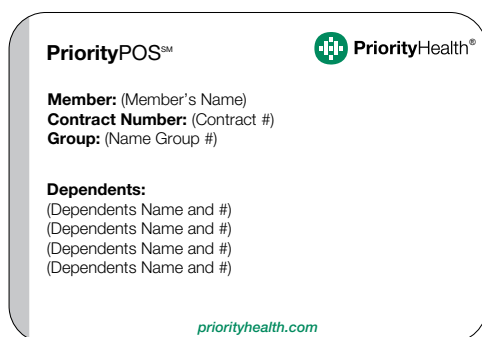 PriorityPOS℠
PriorityHealth®
Member: (Member’s Name)
Contract Number: (Contract #)
Group: (Name Group #)
Dependents:
(Dependents Name and #)
(Dependents Name and #)
(Dependents Name and #)
(Dependents Name and #)
priorityhealth.com